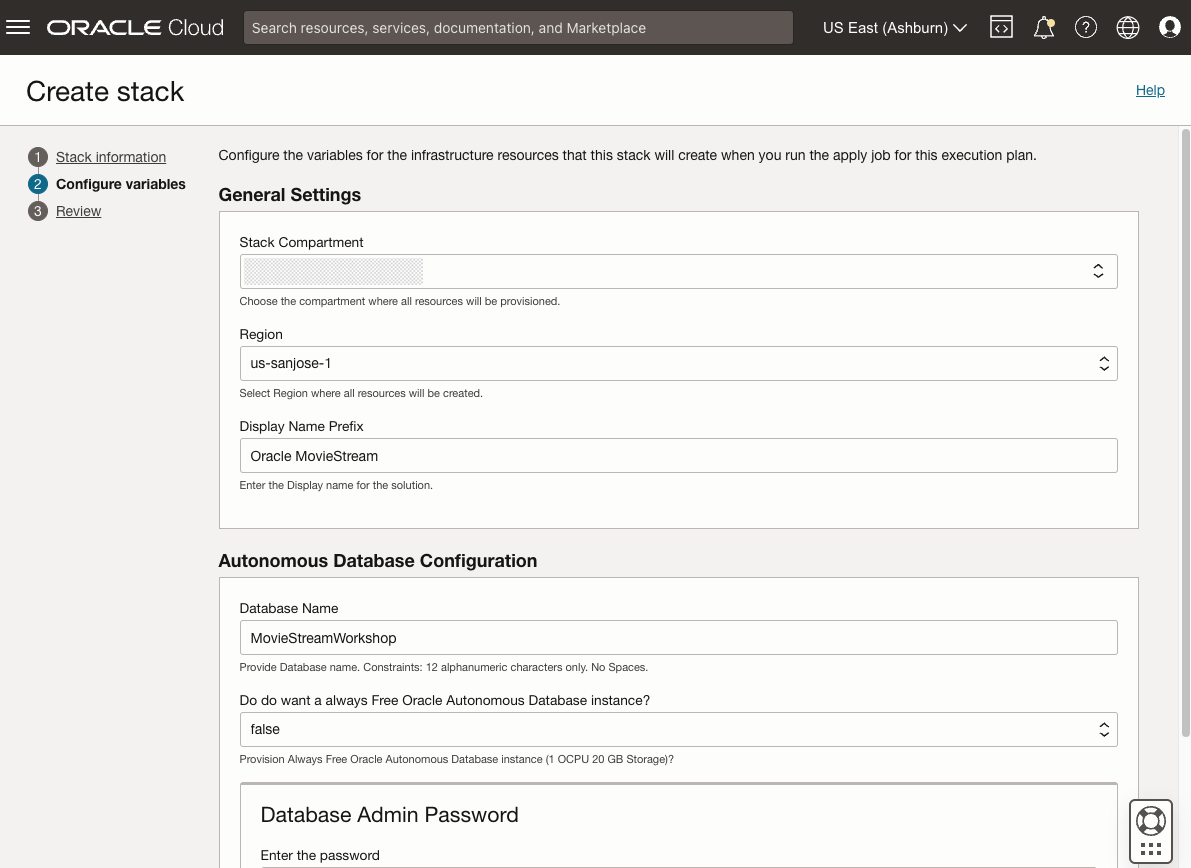 ORACLE Cloud
Search resources, services, documentation, and Marketplace
US East (Ashburn)
Create stack
Help
1 Stack information
2 Configure variables
3 Review
Configure the variables for the infrastructure resources that this stack will create when you run the apply job for this execution plan.
General Settings
Stack Compartment
Choose the compartment where all resources will be provisioned.
Region
us-sanjose-1
Select Region where all resources will be created.
Display Name Prefix
Oracle MovieStream
Enter the Display name for the solution.
Autonomous Database Configuration
Database Name
MovieStreamWorkshop
Provide Database name. Constraints: 12 alphanumeric characters only. No Spaces.
Do do want a always Free Oracle Autonomous Database instance?
false
Provision Always Free Oracle Autonomous Database instance (1 OCPU 20 GB Storage)?
Database Admin Password
Enter the password